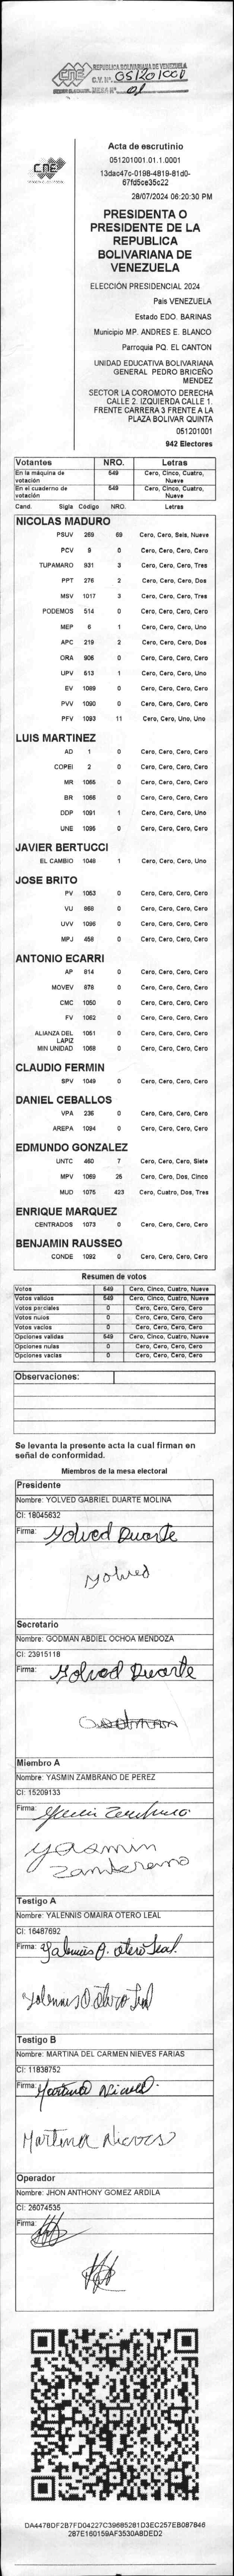 REPUBLICA BOLIVARIANA DE VENEZUELA
CNE C.V. Nº 051201001
MESA Nº 01
CNE
Acta de escrutinio
051201001.01.1.0001
13dac47c-0198-4819-81d0-
67fd5ce35c22
28/07/2024 06:20:30 PM
PRESIDENTA O
PRESIDENTE DE LA
REPUBLICA
BOLIVARIANA DE
VENEZUELA
ELECCIÓN PRESIDENCIAL 2024
Pais VENEZUELA
Estado EDO. BARINAS
Municipio MP. ANDRES E. BLANCO
Parroquia PQ. EL CANTON
UNIDAD EDUCATIVA BOLIVARIANA
GENERAL PEDRO BRICEÑO
MENDEZ
SECTOR LA COROMOTO DERECHA
CALLE 2. IZQUIERDA CALLE 1.
FRENTE CARRERA 3 FRENTE A LA
PLAZA BOLIVAR QUINTA
051201001
942 Electores
Votantes NRO. Letras
En la máquina de votación 549 Cero, Cinco, Cuatro, Nueve
En el cuaderno de votación 549 Cero, Cinco, Cuatro, Nueve
Cand. Sigla Código NRO. Letras
NICOLAS MADURO
PSUV 269 69 Cero, Cero, Seis, Nueve
PCV 9 0 Cero, Cero, Cero, Cero
TUPAMARO 931 3 Cero, Cero, Cero, Tres
PPT 276 2 Cero, Cero, Cero, Dos
MSV 1017 3 Cero, Cero, Cero, Tres
PODEMOS 514 0 Cero, Cero, Cero, Cero
MEP 6 1 Cero, Cero, Cero, Uno
APC 219 2 Cero, Cero, Cero, Dos
ORA 906 0 Cero, Cero, Cero, Cero
UPV 613 1 Cero, Cero, Cero, Uno
EV 1089 0 Cero, Cero, Cero, Cero
PVV 1090 0 Cero, Cero, Cero, Cero
PFV 1093 11 Cero, Cero, Uno, Uno
LUIS MARTINEZ
AD 1 0 Cero, Cero, Cero, Cero
COPEI 2 0 Cero, Cero, Cero, Cero
MR 1065 0 Cero, Cero, Cero, Cero
BR 1066 0 Cero, Cero, Cero, Cero
DDP 1091 1 Cero, Cero, Cero, Uno
UNE 1095 0 Cero, Cero, Cero, Cero
JAVIER BERTUCCI
EL CAMBIO 1048 1 Cero, Cero, Cero, Uno
JOSE BRITO
PV 1063 0 Cero, Cero, Cero, Cero
VU 868 0 Cero, Cero, Cero, Cero
UVV 1096 0 Cero, Cero, Cero, Cero
MPJ 458 0 Cero, Cero, Cero, Cero
ANTONIO ECARRI
AP 814 0 Cero, Cero, Cero, Cero
MOVEV 878 0 Cero, Cero, Cero, Cero
CMC 1050 0 Cero, Cero, Cero, Cero
FV 1062 0 Cero, Cero, Cero, Cero
ALIANZA DEL LAPIZ 1051 0 Cero, Cero, Cero, Cero
MIN UNIDAD 1068 0 Cero, Cero, Cero, Cero
CLAUDIO FERMIN
SPV 1049 0 Cero, Cero, Cero, Cero
DANIEL CEBALLOS
VPA 236 0 Cero, Cero, Cero, Cero
AREPA 1094 0 Cero, Cero, Cero, Cero
EDMUNDO GONZALEZ
UNTC 460 7 Cero, Cero, Cero, Siete
MPV 1069 25 Cero, Cero, Dos, Cinco
MUD 1075 423 Cero, Cuatro, Dos, Tres
ENRIQUE MARQUEZ
CENTRADOS 1073 0 Cero, Cero, Cero, Cero
BENJAMIN RAUSSEO
CONDE 1092 0 Cero, Cero, Cero, Cero
Resumen de votos
Votos 549 Cero, Cinco, Cuatro, Nueve
Votos validos 549 Cero, Cinco, Cuatro, Nueve
Votos parciales 0 Cero, Cero, Cero, Cero
Votos nulos 0 Cero, Cero, Cero, Cero
Votos vacios 0 Cero, Cero, Cero, Cero
Opciones validas 549 Cero, Cinco, Cuatro, Nueve
Opciones nulas 0 Cero, Cero, Cero, Cero
Opciones vacias 0 Cero, Cero, Cero, Cero
Observaciones:
Se levanta la presente acta la cual firman en
señal de conformidad.
Miembros de la mesa electoral
Presidente
Nombre: YOLVED GABRIEL DUARTE MOLINA
CI: 18045632
Firma: Yolved Duarte
Yolved
Secretario
Nombre: GODMAN ABDIEL OCHOA MENDOZA
CI: 23915118
Firma: Yolved Duarte
Godman
Miembro A
Nombre: YASMIN ZAMBRANO DE PEREZ
CI: 15209133
Firma: Yasmin Zambrano
Yasmin
Zambrano
Testigo A
Nombre: YALENNIS OMAIRA OTERO LEAL
CI: 16487692
Firma: Yalennis O. Otero Leal.
Yalennis O Otero Leal
Testigo B
Nombre: MARTINA DEL CARMEN NIEVES FARIAS
CI: 11838752
Firma: Martina Nieves.
Martina Nieves
Operador
Nombre: JHON ANTHONY GOMEZ ARDILA
CI: 26074535
Firma:
DA4478DF2B7FD04227C39685281D3EC257EB087846
287E160159AF3530A8DED2